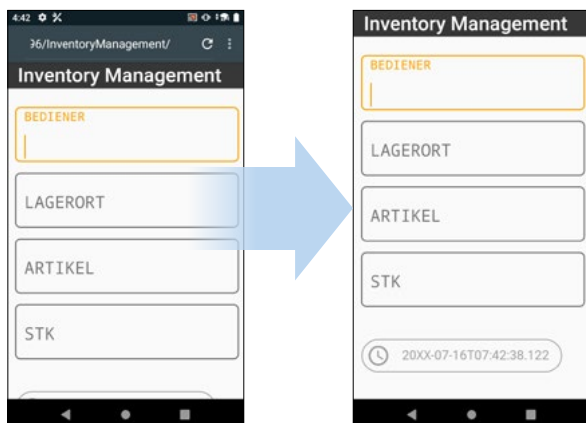 4:42
36/InventoryManagement/
Inventory Management
BEDIENER
LAGERORT
ARTIKEL
STK
Inventory Management
BEDIENER
LAGERORT
ARTIKEL
STK
20XX-07-16T07:42:38.122